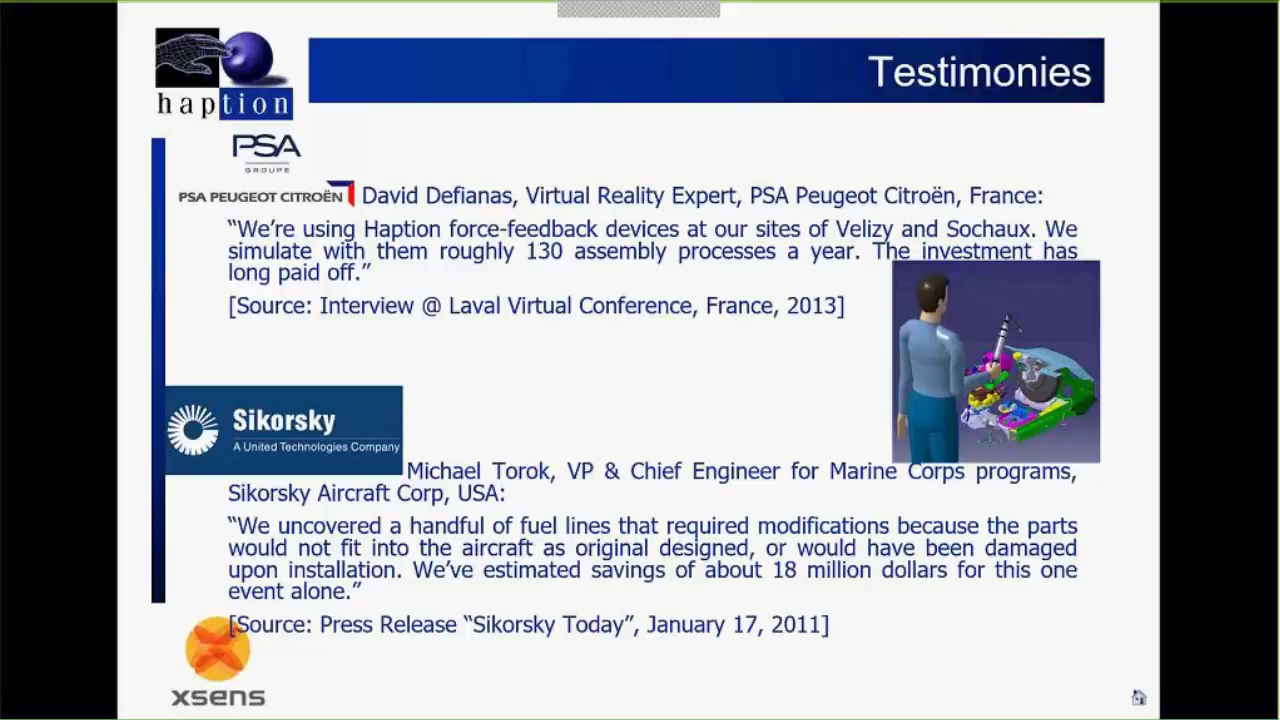 Testimonies
haption
PSA
GROUPE
PSA PEUGEOT CITROËN
David Defianas, Virtual Reality Expert, PSA Peugeot Citroën, France:
“We’re using Haption force-feedback devices at our sites of Velizy and Sochaux. We
simulate with them roughly 130 assembly processes a year. The investment has
long paid off.”
[Source: Interview @ Laval Virtual Conference, France, 2013]
Sikorsky
A United Technologies Company
Michael Torok, VP & Chief Engineer for Marine Corps programs,
Sikorsky Aircraft Corp, USA:
“We uncovered a handful of fuel lines that required modifications because the parts
would not fit into the aircraft as original designed, or would have been damaged
upon installation. We’ve estimated savings of about 18 million dollars for this one
event alone.”
[Source: Press Release “Sikorsky Today”, January 17, 2011]
xsens